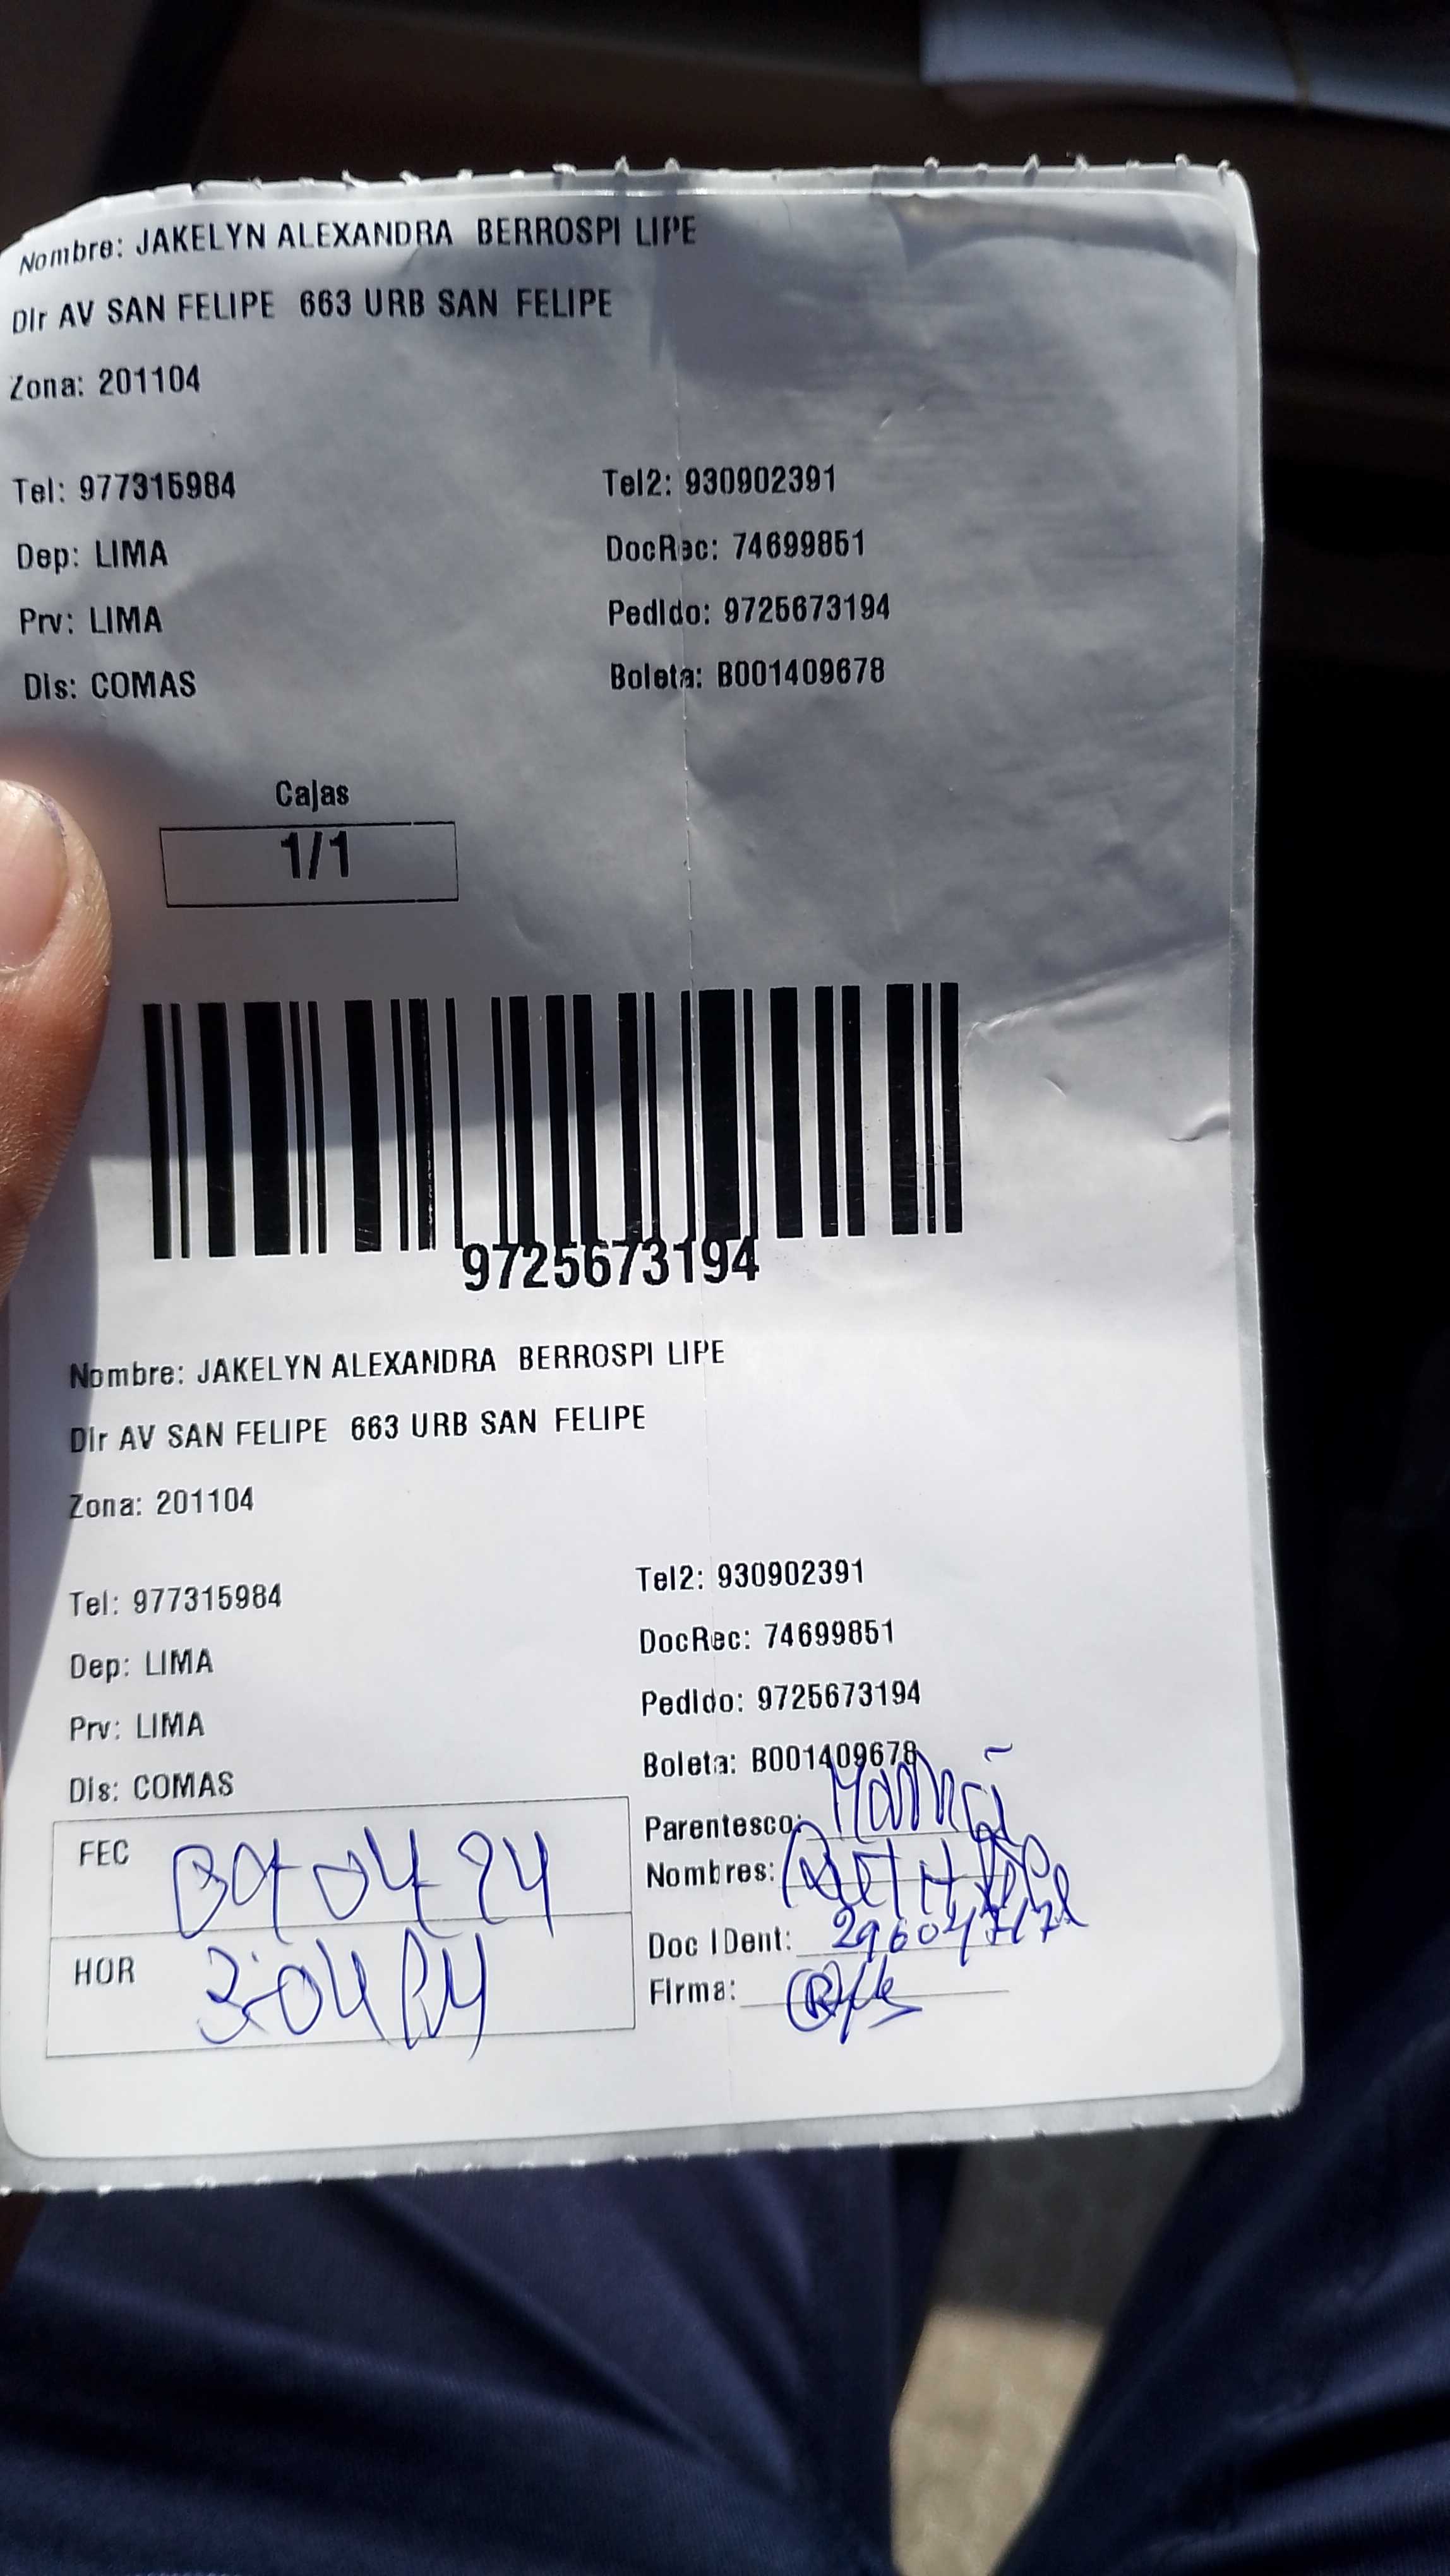 Nombre: JAKELYN ALEXANDRA BERROSPI LIPE
Dir AV SAN FELIPE 663 URB SAN FELIPE
Zona: 201104
Tel: 977315984 Tel2: 930902391
Dep: LIMA DocRec: 74699851
Prv: LIMA Pedido: 9725673194
Dis: COMAS Boleta: B001409678
Cajas
1/1
9725673194
Nombre: JAKELYN ALEXANDRA BERROSPI LIPE
Dir AV SAN FELIPE 663 URB SAN FELIPE
Zona: 201104
Tel: 977315984 Tel2: 930902391
Dep: LIMA DocRec: 74699851
Prv: LIMA Pedido: 9725673194
Dis: COMAS Boleta: B001409678
Parentesco: Mamá
FEC 04 24
Nombres:
Doc IDent:
HOR 3:04 PM
Firma: